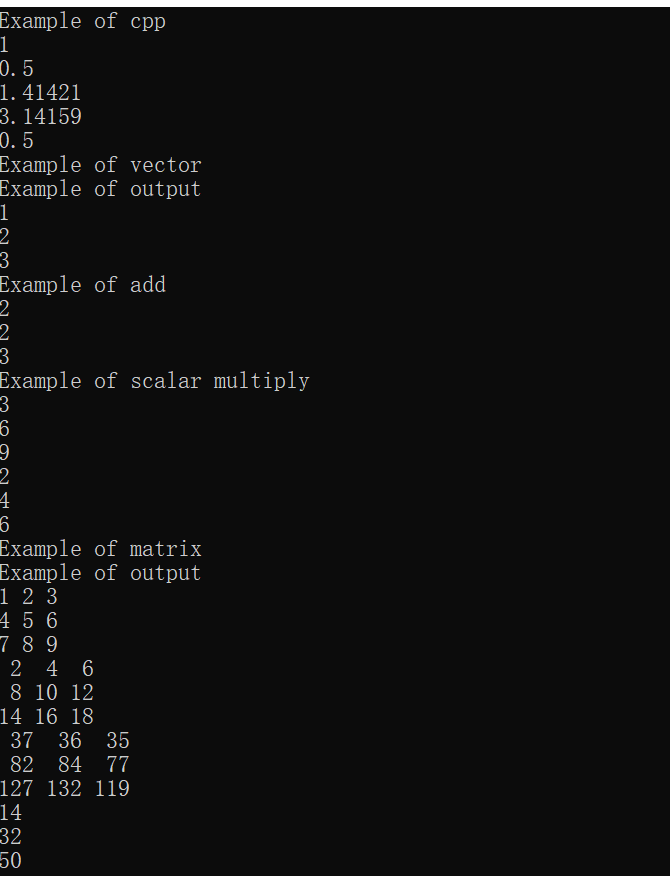 Example of cpp
1
0.5
1.41421
3.14159
0.5
Example of vector
Example of output
1
2
3
Example of add
2
2
3
Example of scalar multiply
3
6
9
2
4
6
Example of matrix
Example of output
1 2 3
4 5 6
7 8 9
 2  4  6
 8 10 12
14 16 18
 37  36  35
 82  84  77
127 132 119
14
32
50